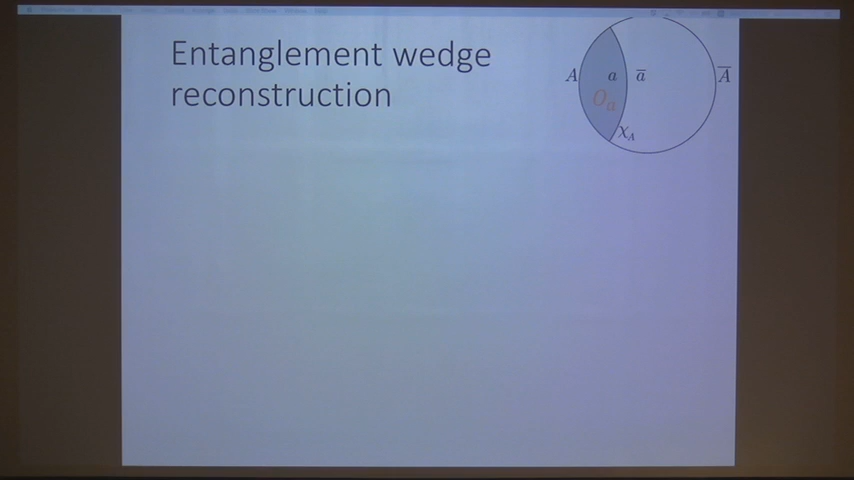 Entanglement wedge
reconstruction
A a a̅ A̅
O_a
χ_A